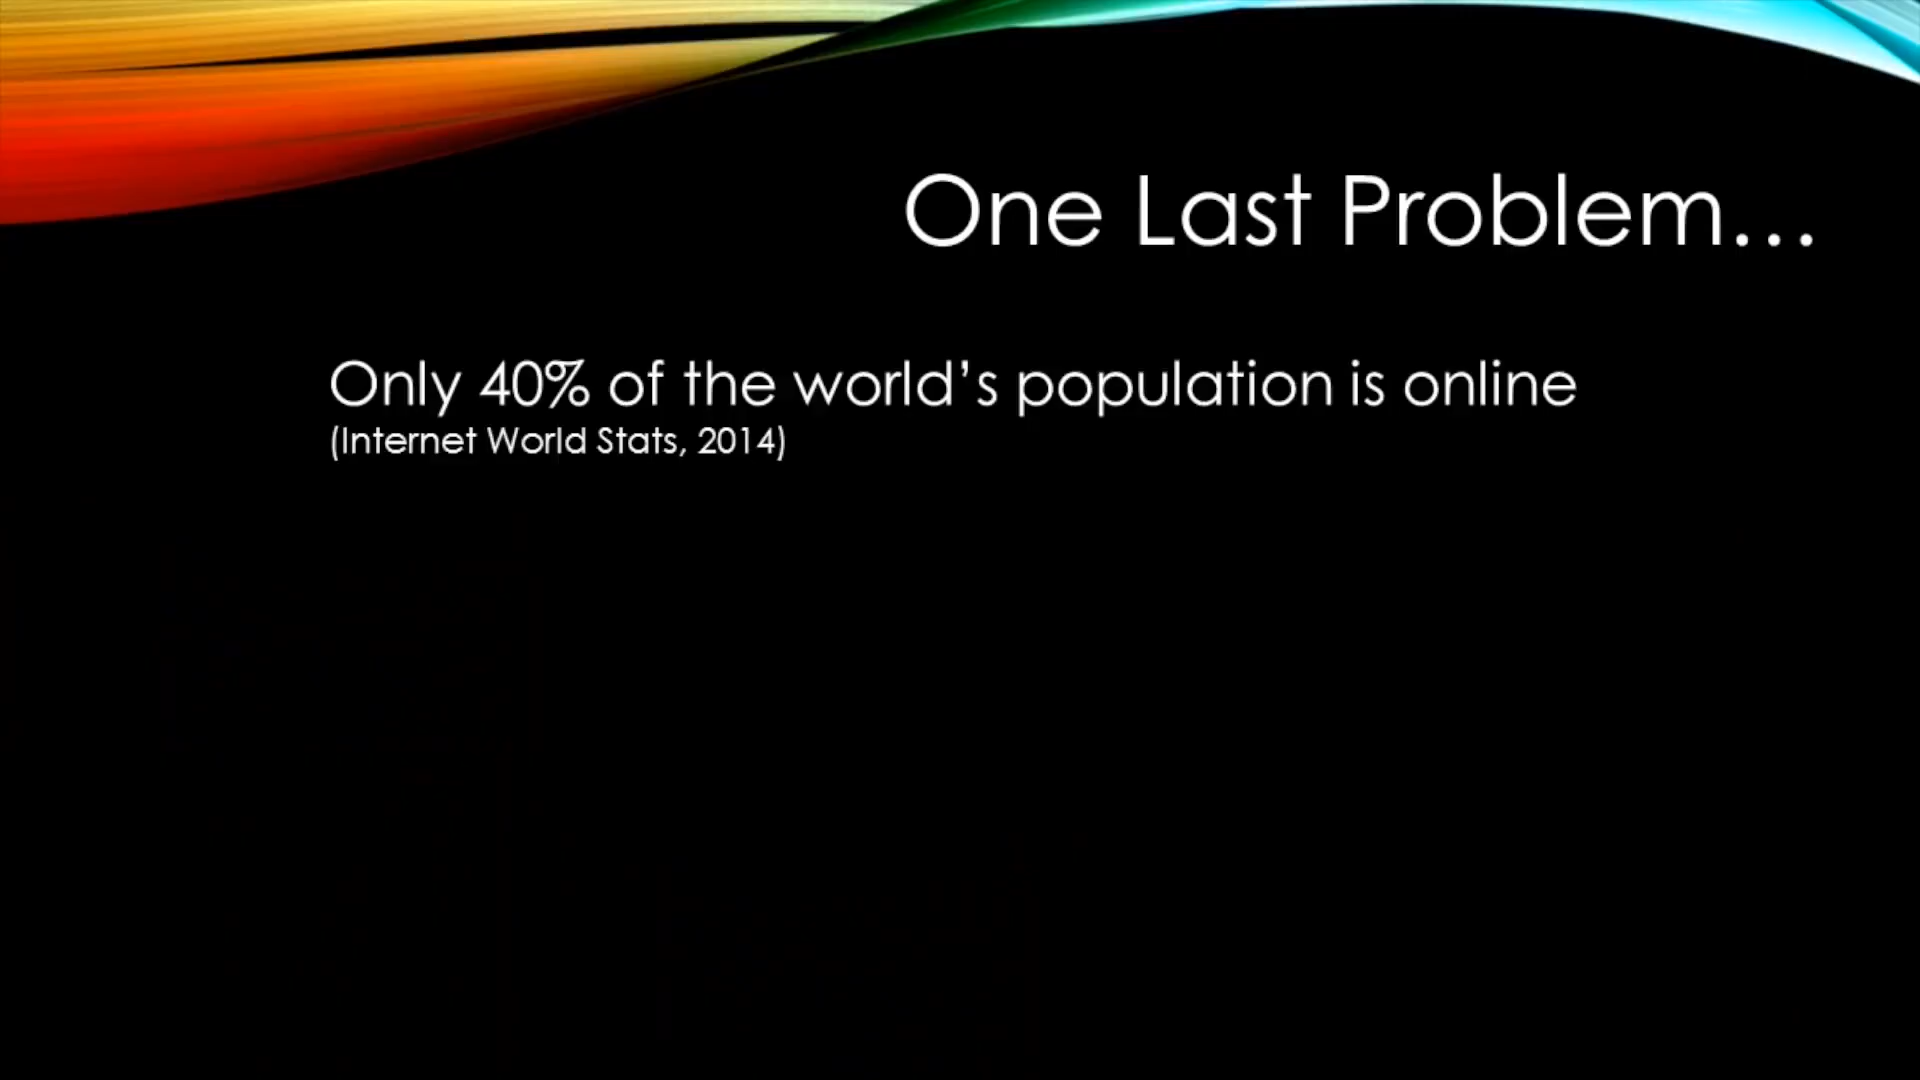 One Last Problem…
Only 40% of the world’s population is online
(Internet World Stats, 2014)